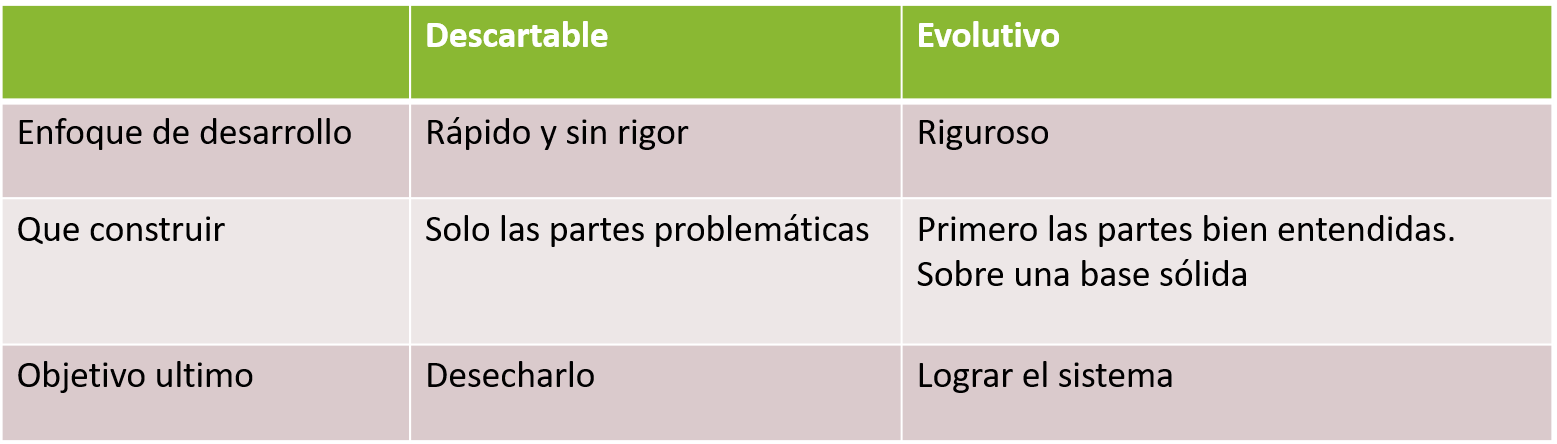 Descartable Evolutivo
Enfoque de desarrollo Rápido y sin rigor Riguroso
Que construir Solo las partes problemáticas Primero las partes bien entendidas.
Sobre una base sólida
Objetivo ultimo Desecharlo Lograr el sistema